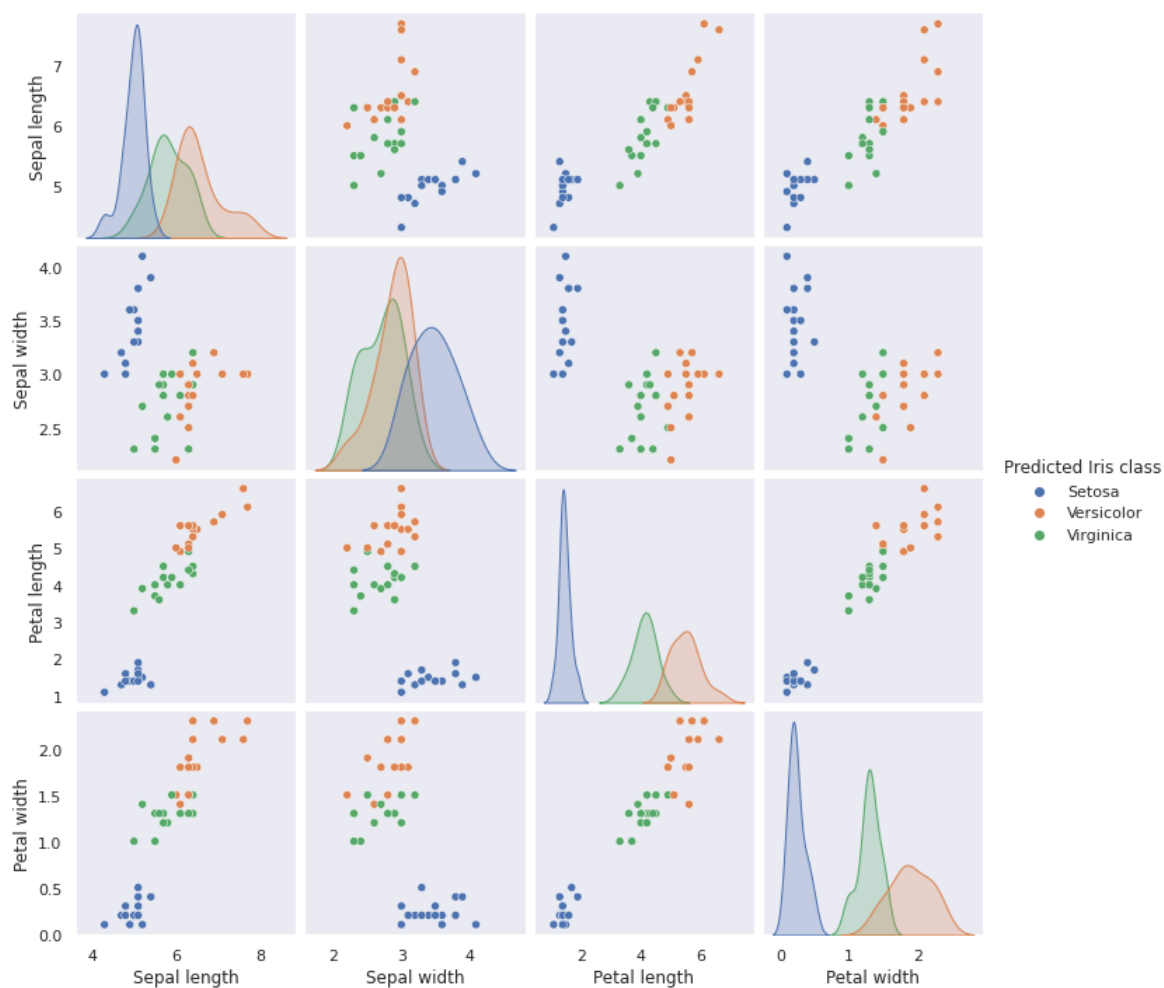 Sepal length
7
6
5
Sepal width
4.0
3.5
3.0
2.5
Petal length
6
5
4
3
2
1
Petal width
2.0
1.5
1.0
0.5
0.0
4 6 8
Sepal length
2 3 4
Sepal width
2 4 6
Petal length
0 1 2
Petal width
Predicted Iris class
Setosa
Versicolor
Virginica